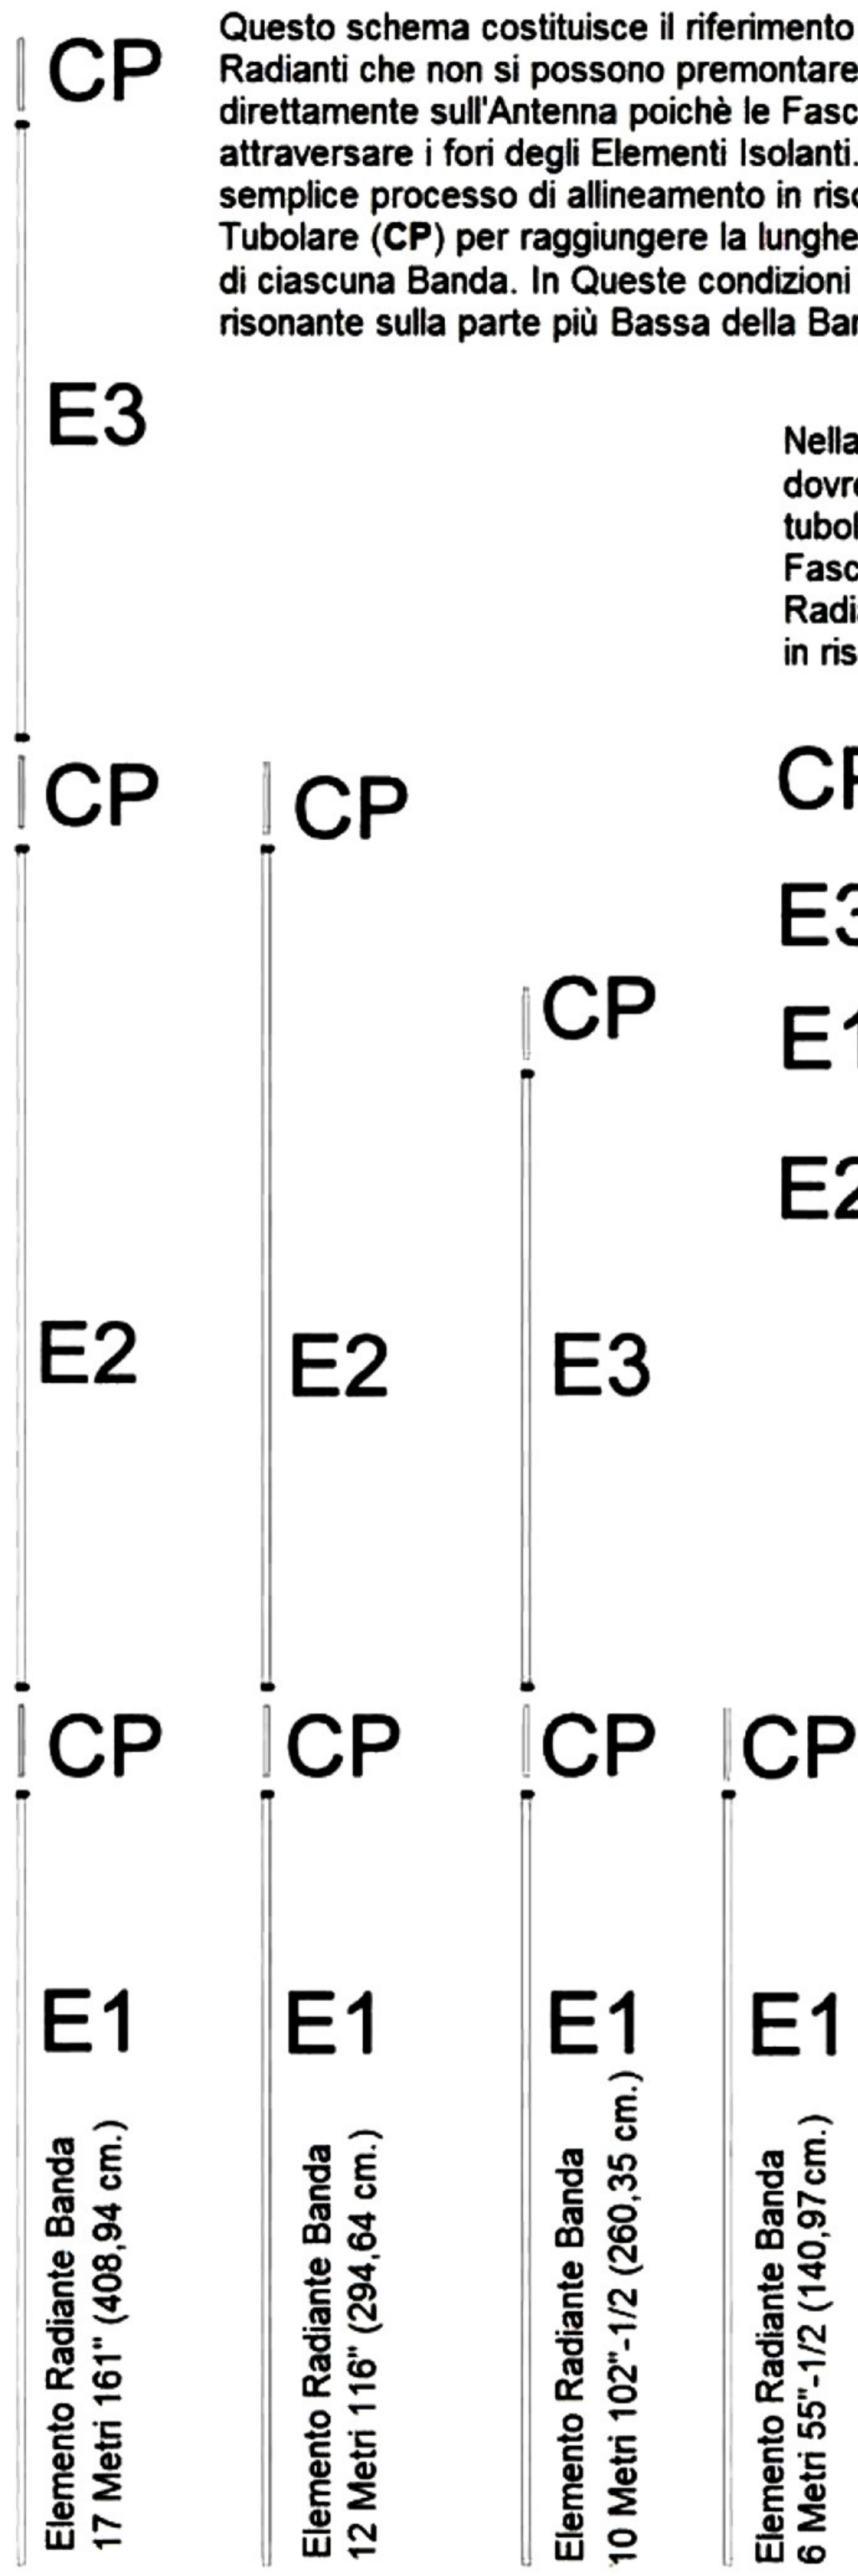 Questo schema costituisce il riferimento
Radianti che non si possono premontare
direttamente sull'Antenna poichè le Fasc
attraversare i fori degli Elementi Isolanti.
semplice processo di allineamento in riso
Tubolare (CP) per raggiungere la lunghe
di ciascuna Banda. In Queste condizioni
risonante sulla parte più Bassa della Bar
CP
E3
Nella
dovre
tubol
Fasc
Radia
in ris
CP
CP
CP
E3
CP
E1
E2
E2
E2
E3
CP
CP
CP
CP
E1
E1
E1
E1
Elemento Radiante Banda
17 Metri 161" (408,94 cm.)
Elemento Radiante Banda
12 Metri 116" (294,64 cm.)
Elemento Radiante Banda
10 Metri 102"-1/2 (260,35 cm.)
Elemento Radiante Banda
6 Metri 55"-1/2 (140,97cm.)